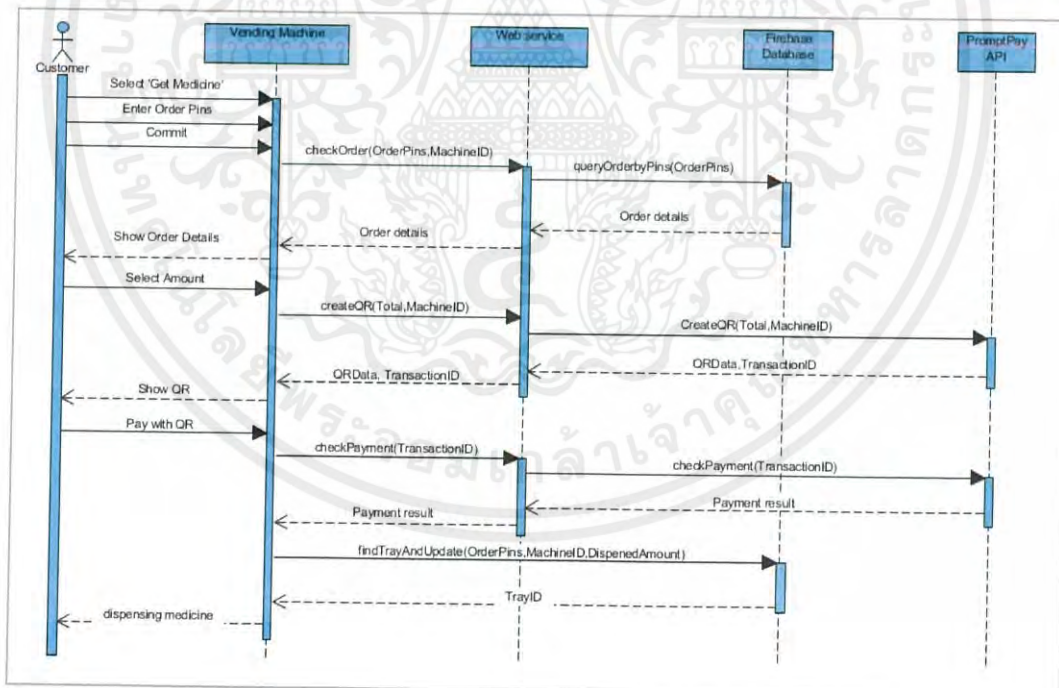 Vending Machine
Web service
Firebase
Database
PromptPay
API
Customer
Select 'Get Medicine'
Enter Order Pins
Commit
checkOrder(OrderPins,MachineID)
queryOrderbyPins(OrderPins)
Order details
Order details
Show Order Details
Select Amount
createQR(Total,MachineID)
CreateQR(Total,MachineID)
QRData,TransactionID
QRData, TransactionID
Show QR
Pay with QR
checkPayment(TransactionID)
checkPayment(TransactionID)
Payment result
Payment result
findTrayAndUpdate(OrderPins,MachineID,DispenedAmount)
TrayID
dispensing medicine